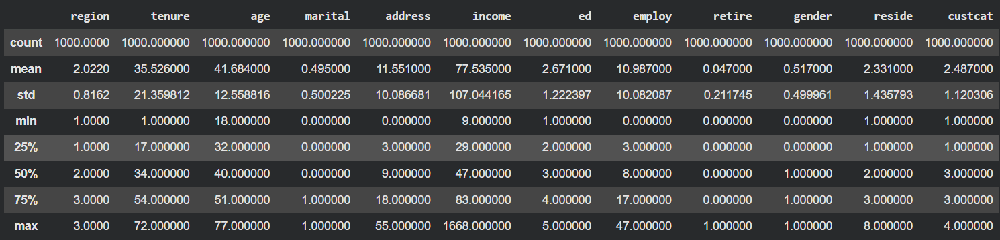 region tenure age marital address income ed employ retire gender reside custcat
count 1000.0000 1000.000000 1000.000000 1000.000000 1000.000000 1000.000000 1000.000000 1000.000000 1000.000000 1000.000000 1000.000000 1000.000000
mean 2.0220 35.526000 41.684000 0.495000 11.551000 77.535000 2.671000 10.987000 0.047000 0.517000 2.331000 2.487000
std 0.8162 21.359812 12.558816 0.500225 10.086681 107.044165 1.222397 10.082087 0.211745 0.499961 1.435793 1.120306
min 1.0000 1.000000 18.000000 0.000000 0.000000 9.000000 1.000000 0.000000 0.000000 0.000000 1.000000 1.000000
25% 1.0000 17.000000 32.000000 0.000000 3.000000 29.000000 2.000000 3.000000 0.000000 0.000000 1.000000 1.000000
50% 2.0000 34.000000 40.000000 0.000000 9.000000 47.000000 3.000000 8.000000 0.000000 1.000000 2.000000 3.000000
75% 3.0000 54.000000 51.000000 1.000000 18.000000 83.000000 4.000000 17.000000 0.000000 1.000000 3.000000 3.000000
max 3.0000 72.000000 77.000000 1.000000 55.000000 1668.000000 5.000000 47.000000 1.000000 1.000000 8.000000 4.000000